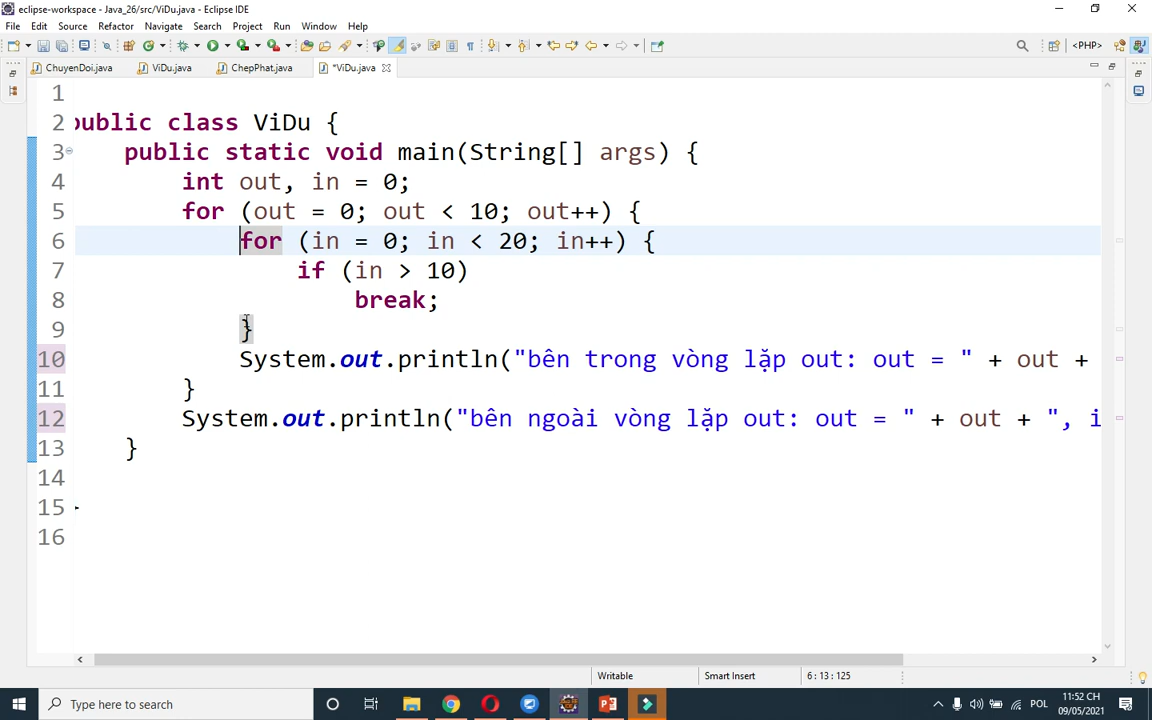 eclipse-workspace - Java_26/src/ViDu.java - Eclipse IDE
File Edit Source Refactor Navigate Search Project Run Window Help
<PHP>
ChuyenDoi.java ViDu.java ChepPhat.java *ViDu.java
1
2 public class ViDu {
3 public static void main(String[] args) {
4 int out, in = 0;
5 for (out = 0; out < 10; out++) {
6 for (in = 0; in < 20; in++) {
7 if (in > 10)
8 break;
9 }
10 System.out.println("bên trong vòng lặp out: out = " + out +
11 }
12 System.out.println("bên ngoài vòng lặp out: out = " + out + ", i
13 }
14
15
16
Writable Smart Insert 6 : 13 : 125
Type here to search
POL
11:52 CH
09/05/2021